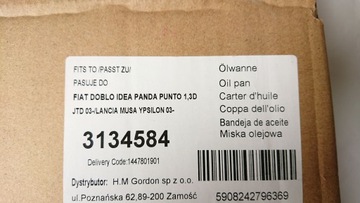 FITS TO /PASST ZU/
PASUJE DO
FIAT DOBLO IDEA PANDA PUNTO 1,3D
JTD 03-/LANCIA MUSA YPSILON 03-
3134584
Delivery Code:1447801901
Dystrybutor: H.M Gordon sp z o.o.
ul.Poznańska 62,89-200 Zamość
Ölwanne
Oil pan
Carter d'huile
Coppa dell'olio
Bandeja de aceite
Miska olejowa
5908242796369